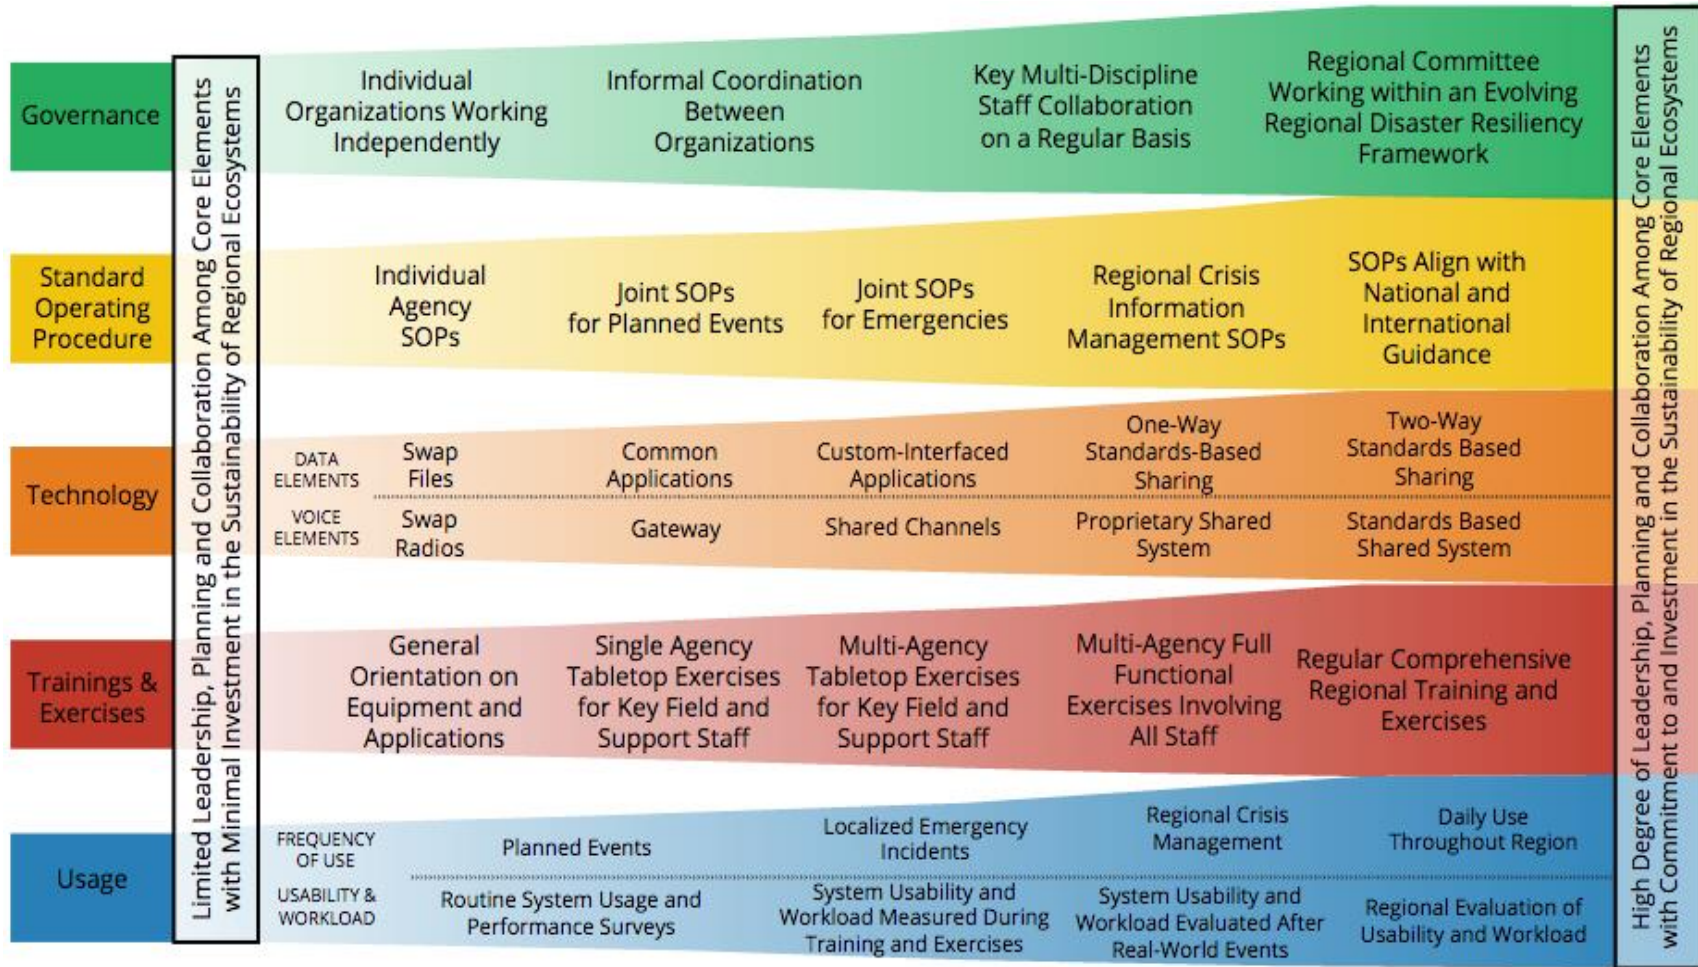 Limited Leadership, Planning and Collaboration Among Core Elements
with Minimal Investment in the Sustainability of Regional Ecosystems
Governance
Individual
Organizations Working
Independently
Informal Coordination
Between
Organizations
Key Multi-Discipline
Staff Collaboration
on a Regular Basis
Regional Committee
Working within an Evolving
Regional Disaster Resiliency
Framework
Standard
Operating
Procedure
Individual
Agency
SOPs
Joint SOPs
for Planned Events
Joint SOPs
for Emergencies
Regional Crisis
Information
Management SOPs
SOPs Align with
National and
International
Guidance
Technology
DATA
ELEMENTS
Swap
Files
Common
Applications
Custom-Interfaced
Applications
One-Way
Standards-Based
Sharing
Two-Way
Standards Based
Sharing
VOICE
ELEMENTS
Swap
Radios
Gateway
Shared Channels
Proprietary Shared
System
Standards Based
Shared System
Trainings &
Exercises
General
Orientation on
Equipment and
Applications
Single Agency
Tabletop Exercises
for Key Field and
Support Staff
Multi-Agency
Tabletop Exercises
for Key Field and
Support Staff
Multi-Agency Full
Functional
Exercises Involving
All Staff
Regular Comprehensive
Regional Training and
Exercises
Usage
FREQUENCY
OF USE
Planned Events
Localized Emergency
Incidents
Regional Crisis
Management
Daily Use
Throughout Region
USABILITY &
WORKLOAD
Routine System Usage and
Performance Surveys
System Usability and
Workload Measured During
Training and Exercises
System Usability and
Workload Evaluated After
Real-World Events
Regional Evaluation of
Usability and Workload
High Degree of Leadership, Planning and Collaboration Among Core Elements
with Commitment to and Investment in the Sustainability of Regional Ecosystems